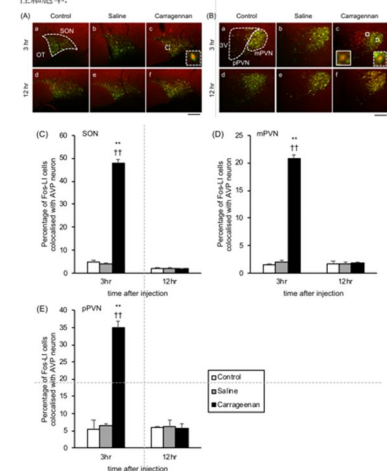 (A) Control Saline Carragennan (B) Control Saline Carragennan
3 hr a SON OT b c 3 hr a 3V mPVN pPVN b c
12 hr d e f 12 hr d e f
(C) SON
Percentage of Fos-LI cells
colocalised with AVP neuron
60
50
40
30
20
10
0
**
††
3hr 12hr
time after injection
(D) mPVN
Percentage of Fos-LI cells
colocalised with AVP neuron
25
20
15
10
5
0
**
††
3hr 12hr
time after injection
(E) pPVN
Percentage of Fos-LI cells
colocalised with AVP neuron
40
35
30
25
20
15
10
5
0
**
††
3hr 12hr
time after injection
Control
Saline
Carrageenan